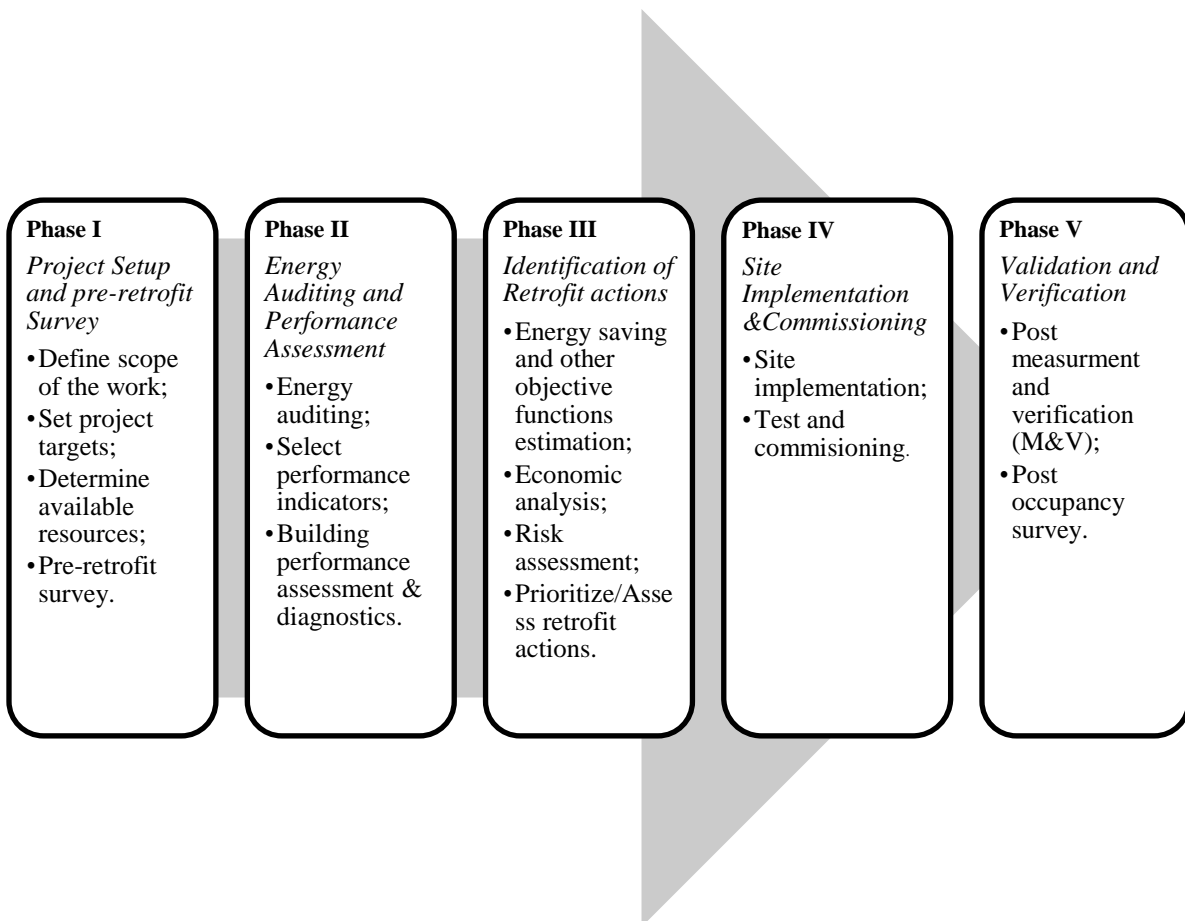 Phase I
Project Setup
and pre-retrofit
Survey
•Define scope
of the work;
•Set project
targets;
•Determine
available
resources;
•Pre-retrofit
survey.
Phase II
Energy
Auditing and
Perfornance
Assessment
•Energy
auditing;
•Select
performance
indicators;
•Building
performance
assessment &
diagnostics.
Phase III
Identification of
Retrofit actions
•Energy saving
and other
objective
functions
estimation;
•Economic
analysis;
•Risk
assessment;
•Prioritize/Asse
ss retrofit
actions.
Phase IV
Site
Implementation
&Commissioning
•Site
implementation;
•Test and
commisioning.
Phase V
Validation and
Verification
•Post
measurment
and
verification
(M&V);
•Post
occupancy
survey.